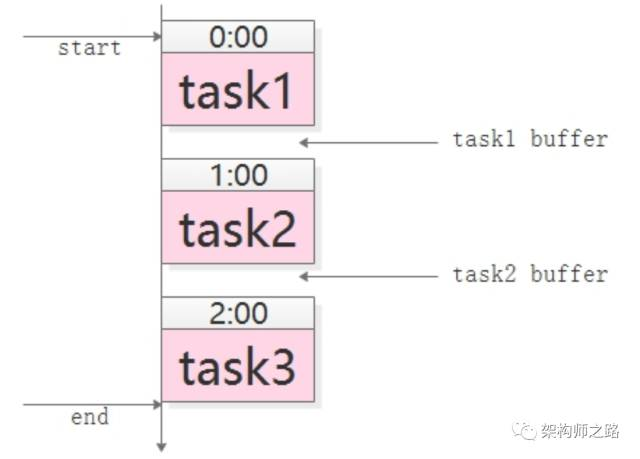 0:00
start
task1
task1 buffer
1:00
task2
task2 buffer
2:00
task3
end
架构师之路